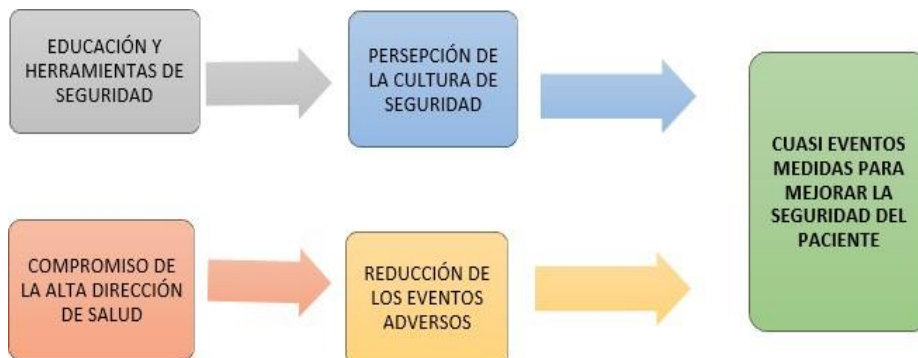 EDUCACIÓN Y
HERRAMIENTAS DE
SEGURIDAD
PERSEPCIÓN DE
LA CULTURA DE
SEGURIDAD
CUASI EVENTOS
MEDIDAS PARA
MEJORAR LA
SEGURIDAD DEL
PACIENTE
COMPROMISO DE
LA ALTA DIRECCIÓN
DE SALUD
REDUCCIÓN DE
LOS EVENTOS
ADVERSOS